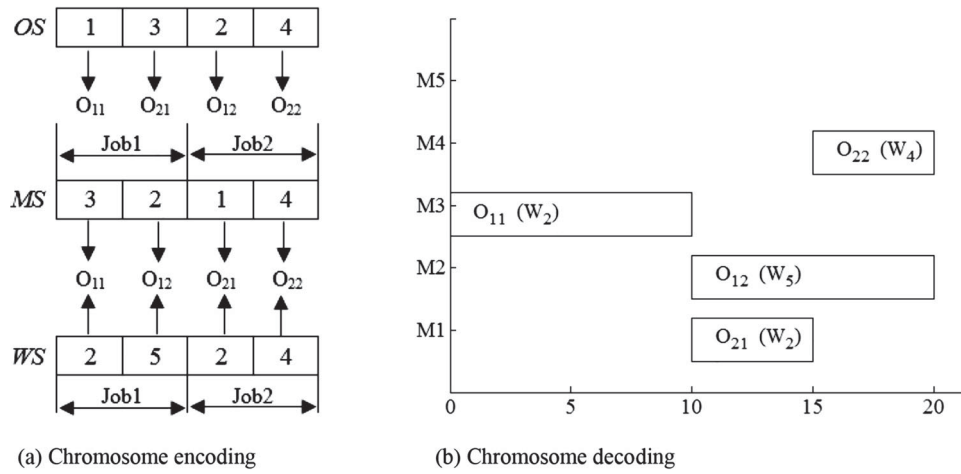 OS 1 3 2 4
O₁₁ O₂₁ O₁₂ O₂₂
Job1 Job2
MS 3 2 1 4
O₁₁ O₁₂ O₂₁ O₂₂
WS 2 5 2 4
Job1 Job2
(a) Chromosome encoding
M5
M4
O₂₂ (W₄)
M3
O₁₁ (W₂)
M2
O₁₂ (W₅)
M1
O₂₁ (W₂)
0 5 10 15 20
(b) Chromosome decoding